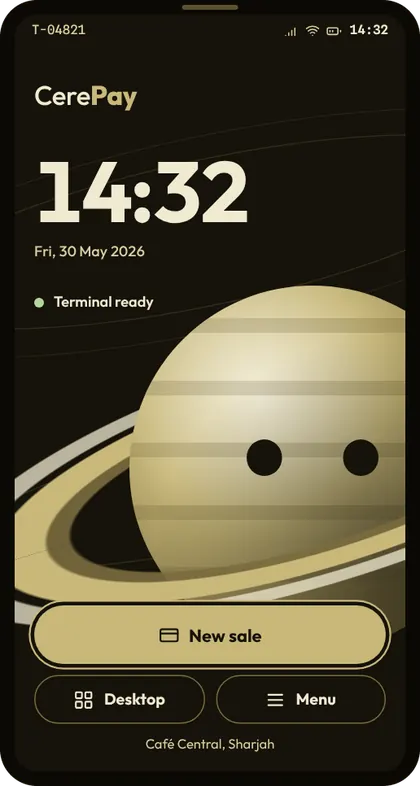 T-04821 14:32
CerePay
14:32
Fri, 30 May 2026
Terminal ready
New sale
Desktop Menu
Café Central, Sharjah